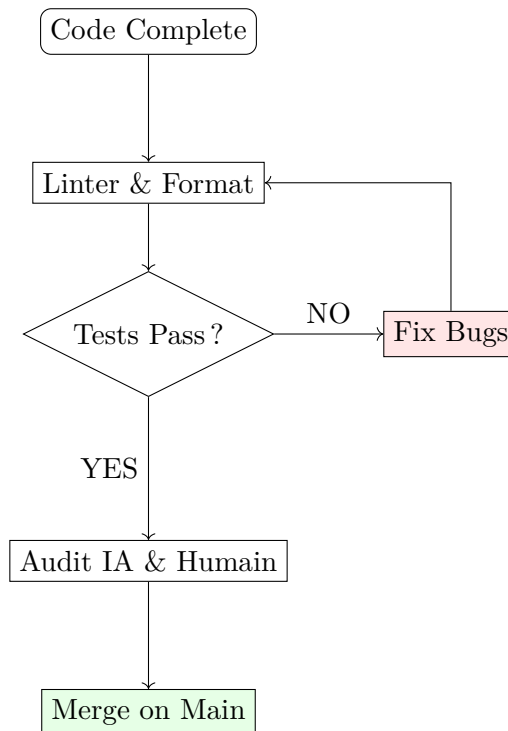 Code Complete
Linter & Format
Tests Pass ?
NO
Fix Bugs
YES
Audit IA & Humain
Merge on Main